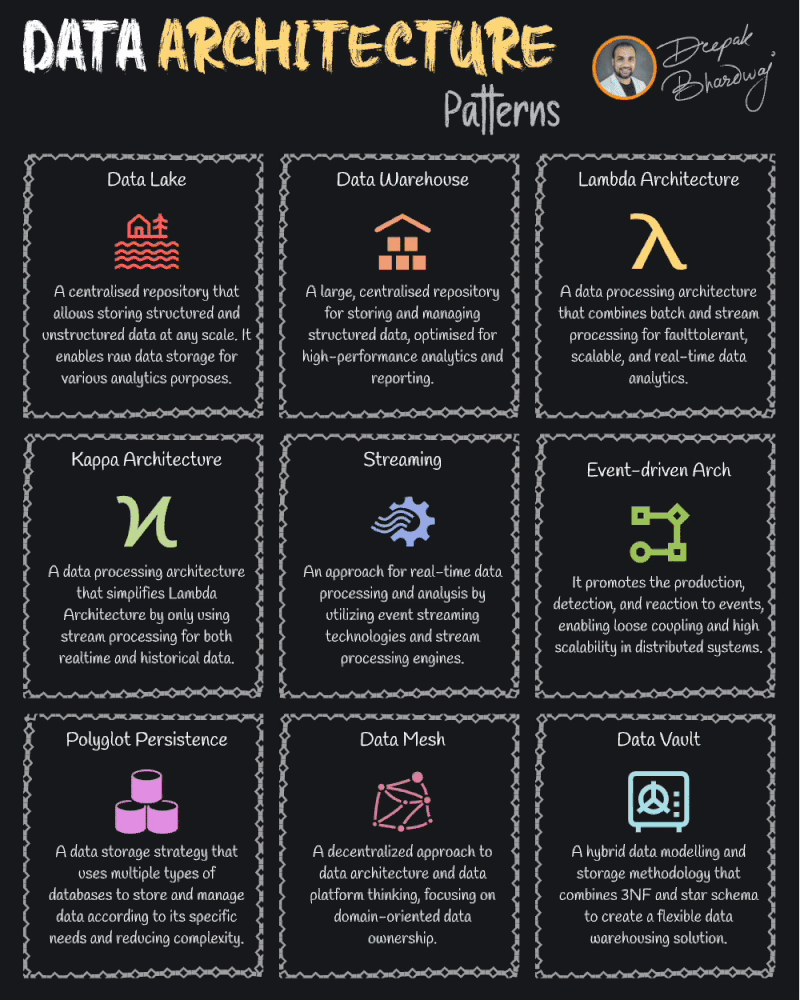 DATA ARCHITECTURE
Patterns
Deepak
Bhardwaj
Data Lake
A centralised repository that
allows storing structured and
unstructured data at any scale. It
enables raw data storage for
various analytics purposes.
Data Warehouse
A large, centralised repository
for storing and managing
structured data, optimised for
high-performance analytics and
reporting.
Lambda Architecture
λ
A data processing architecture
that combines batch and stream
processing for faulttolerant,
scalable, and real-time data
analytics.
Kappa Architecture
ϰ
A data processing architecture
that simplifies Lambda
Architecture by only using
stream processing for both
realtime and historical data.
Streaming
An approach for real-time data
processing and analysis by
utilizing event streaming
technologies and stream
processing engines.
Event-driven Arch
It promotes the production,
detection, and reaction to events,
enabling loose coupling and high
scalability in distributed systems.
Polyglot Persistence
A data storage strategy that
uses multiple types of
databases to store and manage
data according to its specific
needs and reducing complexity.
Data Mesh
A decentralized approach to
data architecture and data
platform thinking, focusing on
domain-oriented data
ownership.
Data Vault
A hybrid data modelling and
storage methodology that
combines 3NF and star schema
to create a flexible data
warehousing solution.